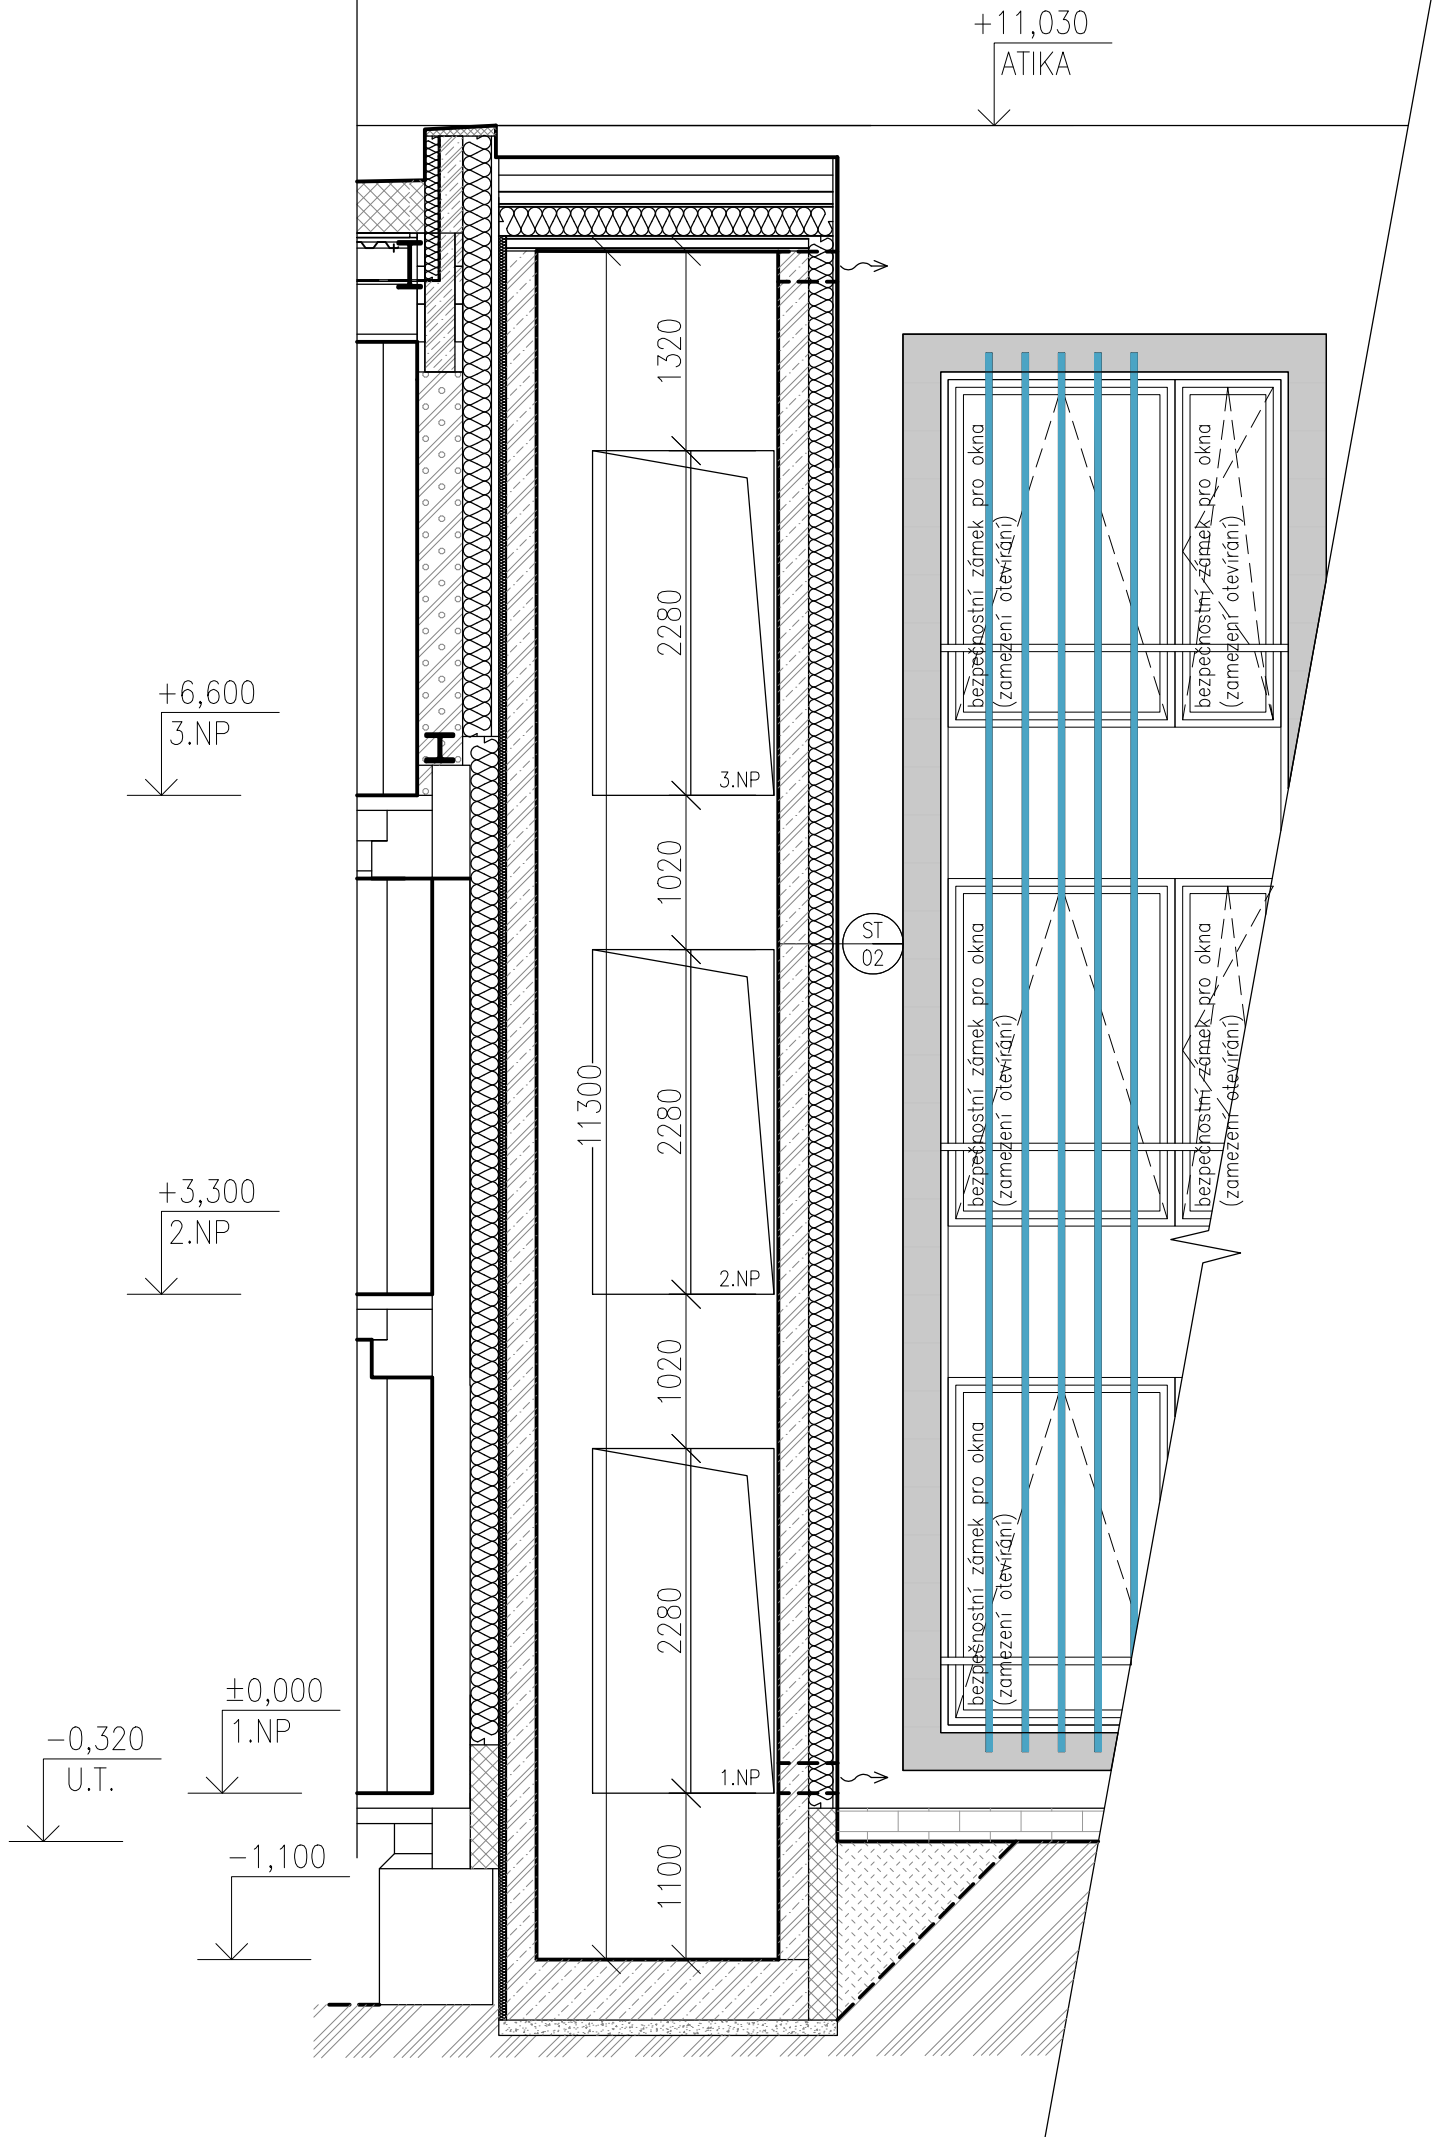 +11,030
ATIKA
1320
2280
3.NP
1020
11300
2280
2.NP
1020
2280
1.NP
1100
ST
02
+6,600
3.NP
+3,300
2.NP
±0,000
1.NP
-0,320
U.T.
-1,100
bezpečnostní zámek pro okna
(zamezení otevírání)
bezpečnostní zámek pro okna
(zamezení otevírání)
bezpečnostní zámek pro okna
(zamezení otevírání)
bezpečnostní zámek pro okna
(zamezení otevírání)
bezpečnostní zámek pro okna
(zamezení otevírání)